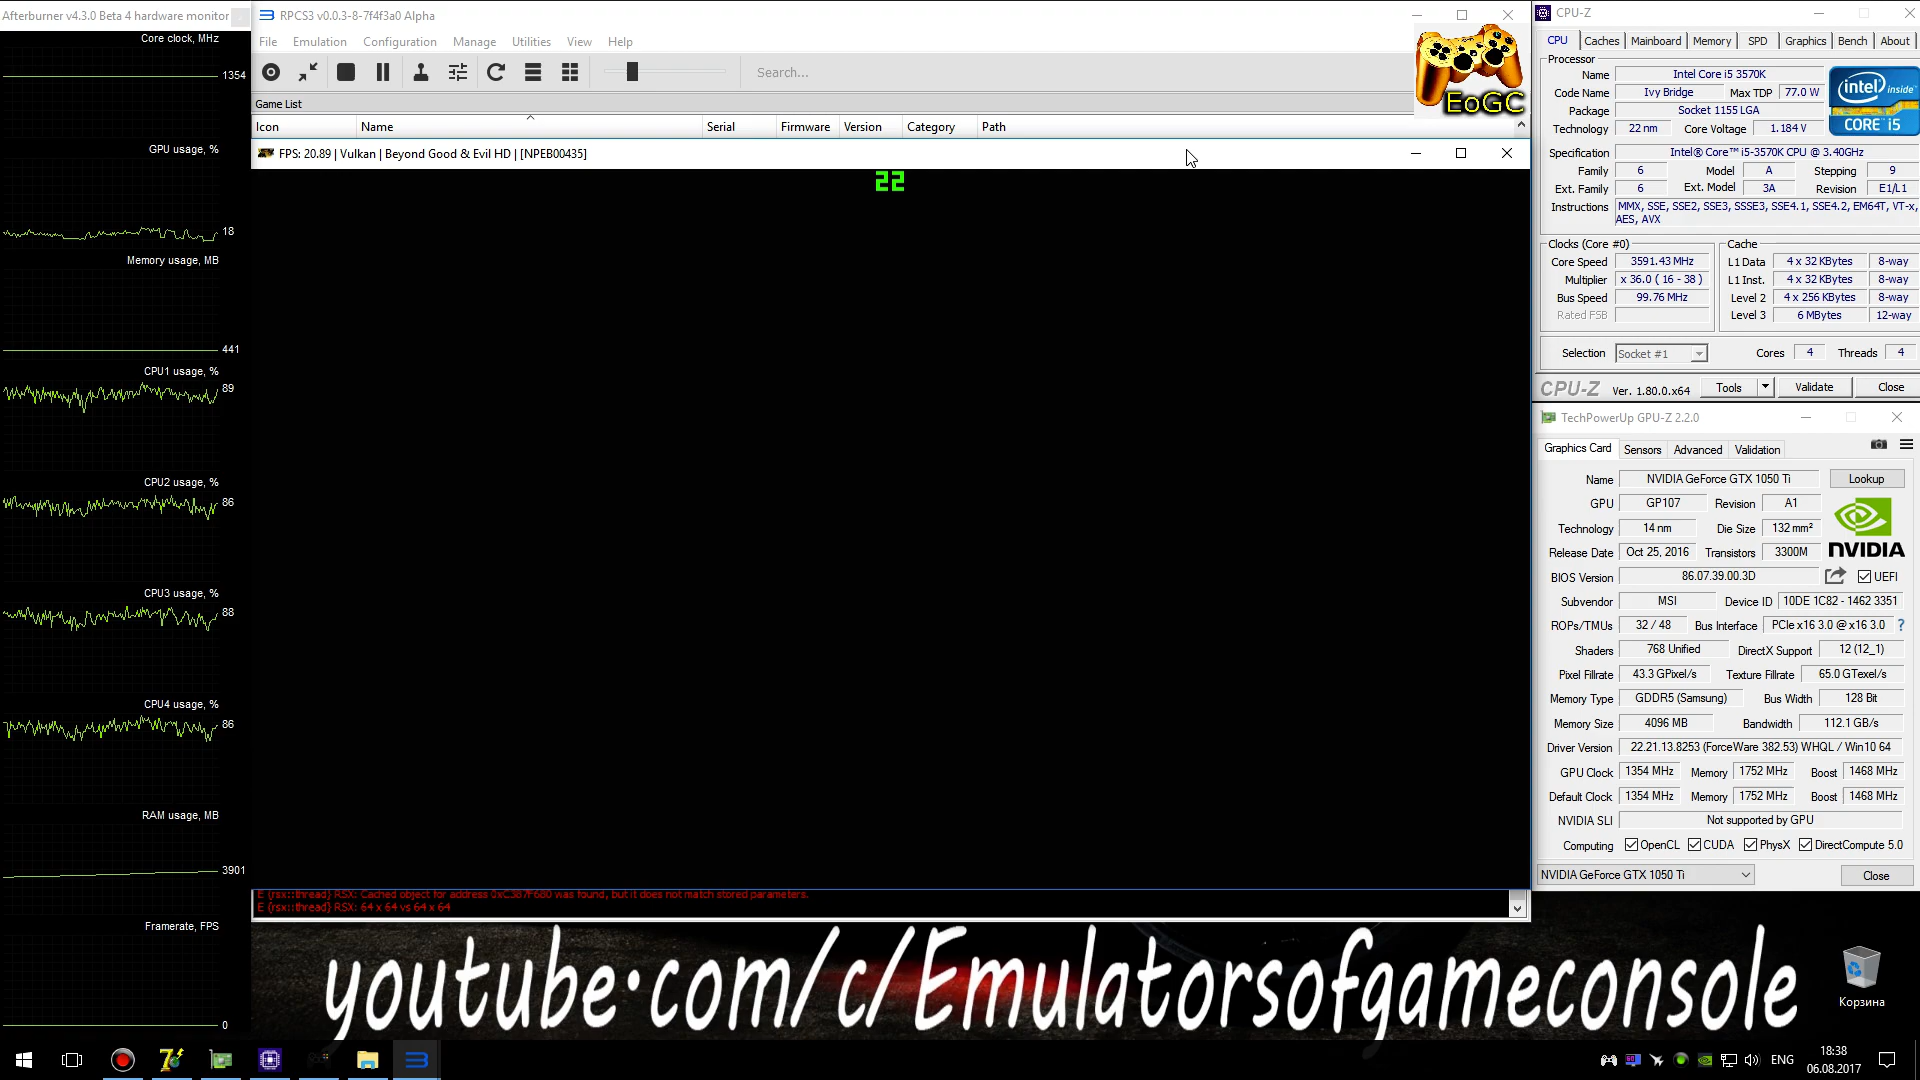 Afterburner v4.3.0 Beta 4 hardware monitor
Core clock, MHz
1354
GPU usage, %
18
Memory usage, MB
441
CPU1 usage, %
89
CPU2 usage, %
86
CPU3 usage, %
88
CPU4 usage, %
86
RAM usage, MB
3901
Framerate, FPS
0
RPCS3 v0.0.3-8-7f4f3a0 Alpha
File Emulation Configuration Manage Utilities View Help
Search...
EoGC
Game List
Icon Name Serial Firmware Version Category Path
FPS: 20.89 | Vulkan | Beyond Good & Evil HD | [NPEB00435]
22
E {rsx::thread} RSX: Cached object for address 0xC387F680 was found, but it does not match stored parameters.
E {rsx::thread} RSX: 64 x 64 vs 64 x 64
CPU-Z
CPU Caches Mainboard Memory SPD Graphics Bench About
Processor
Name Intel Core i5 3570K
Code Name Ivy Bridge Max TDP 77.0 W
Package Socket 1155 LGA
Technology 22 nm Core Voltage 1.184 V
intel inside™
CORE i5
Specification Intel® Core™ i5-3570K CPU @ 3.40GHz
Family 6 Model A Stepping 9
Ext. Family 6 Ext. Model 3A Revision E1/L1
Instructions MMX, SSE, SSE2, SSE3, SSSE3, SSE4.1, SSE4.2, EM64T, VT-x,
AES, AVX
Clocks (Core #0) Cache
Core Speed 3591.43 MHz L1 Data 4 x 32 KBytes 8-way
Multiplier x 36.0 ( 16 - 38 ) L1 Inst. 4 x 32 KBytes 8-way
Bus Speed 99.76 MHz Level 2 4 x 256 KBytes 8-way
Rated FSB Level 3 6 MBytes 12-way
Selection Socket #1 Cores 4 Threads 4
CPU-Z Ver. 1.80.0.x64 Tools Validate Close
TechPowerUp GPU-Z 2.2.0
Graphics Card Sensors Advanced Validation
Name NVIDIA GeForce GTX 1050 Ti Lookup
GPU GP107 Revision A1
Technology 14 nm Die Size 132 mm²
Release Date Oct 25, 2016 Transistors 3300M
NVIDIA
BIOS Version 86.07.39.00.3D UEFI
Subvendor MSI Device ID 10DE 1C82 - 1462 3351
ROPs/TMUs 32 / 48 Bus Interface PCIe x16 3.0 @ x16 3.0 ?
Shaders 768 Unified DirectX Support 12 (12_1)
Pixel Fillrate 43.3 GPixel/s Texture Fillrate 65.0 GTexel/s
Memory Type GDDR5 (Samsung) Bus Width 128 Bit
Memory Size 4096 MB Bandwidth 112.1 GB/s
Driver Version 22.21.13.8253 (ForceWare 382.53) WHQL / Win10 64
GPU Clock 1354 MHz Memory 1752 MHz Boost 1468 MHz
Default Clock 1354 MHz Memory 1752 MHz Boost 1468 MHz
NVIDIA SLI Not supported by GPU
Computing OpenCL CUDA PhysX DirectCompute 5.0
NVIDIA GeForce GTX 1050 Ti Close
youtube.com/c/Emulatorsofgameconsole
Корзина
ENG
18:38
06.08.2017